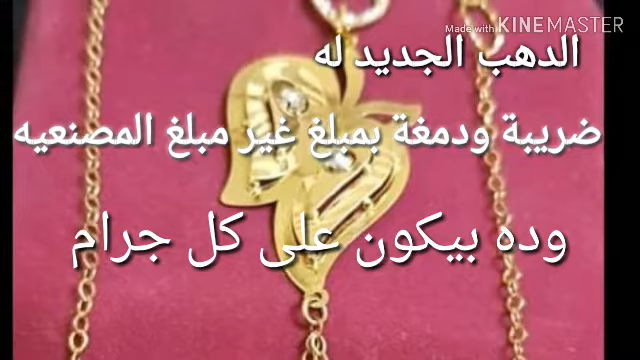 Made with KINEMASTER
الدهب الجديد له
ضريبة ودمغة بمبلغ غير مبلغ المصنعيه
وده بيكون على كل جرام